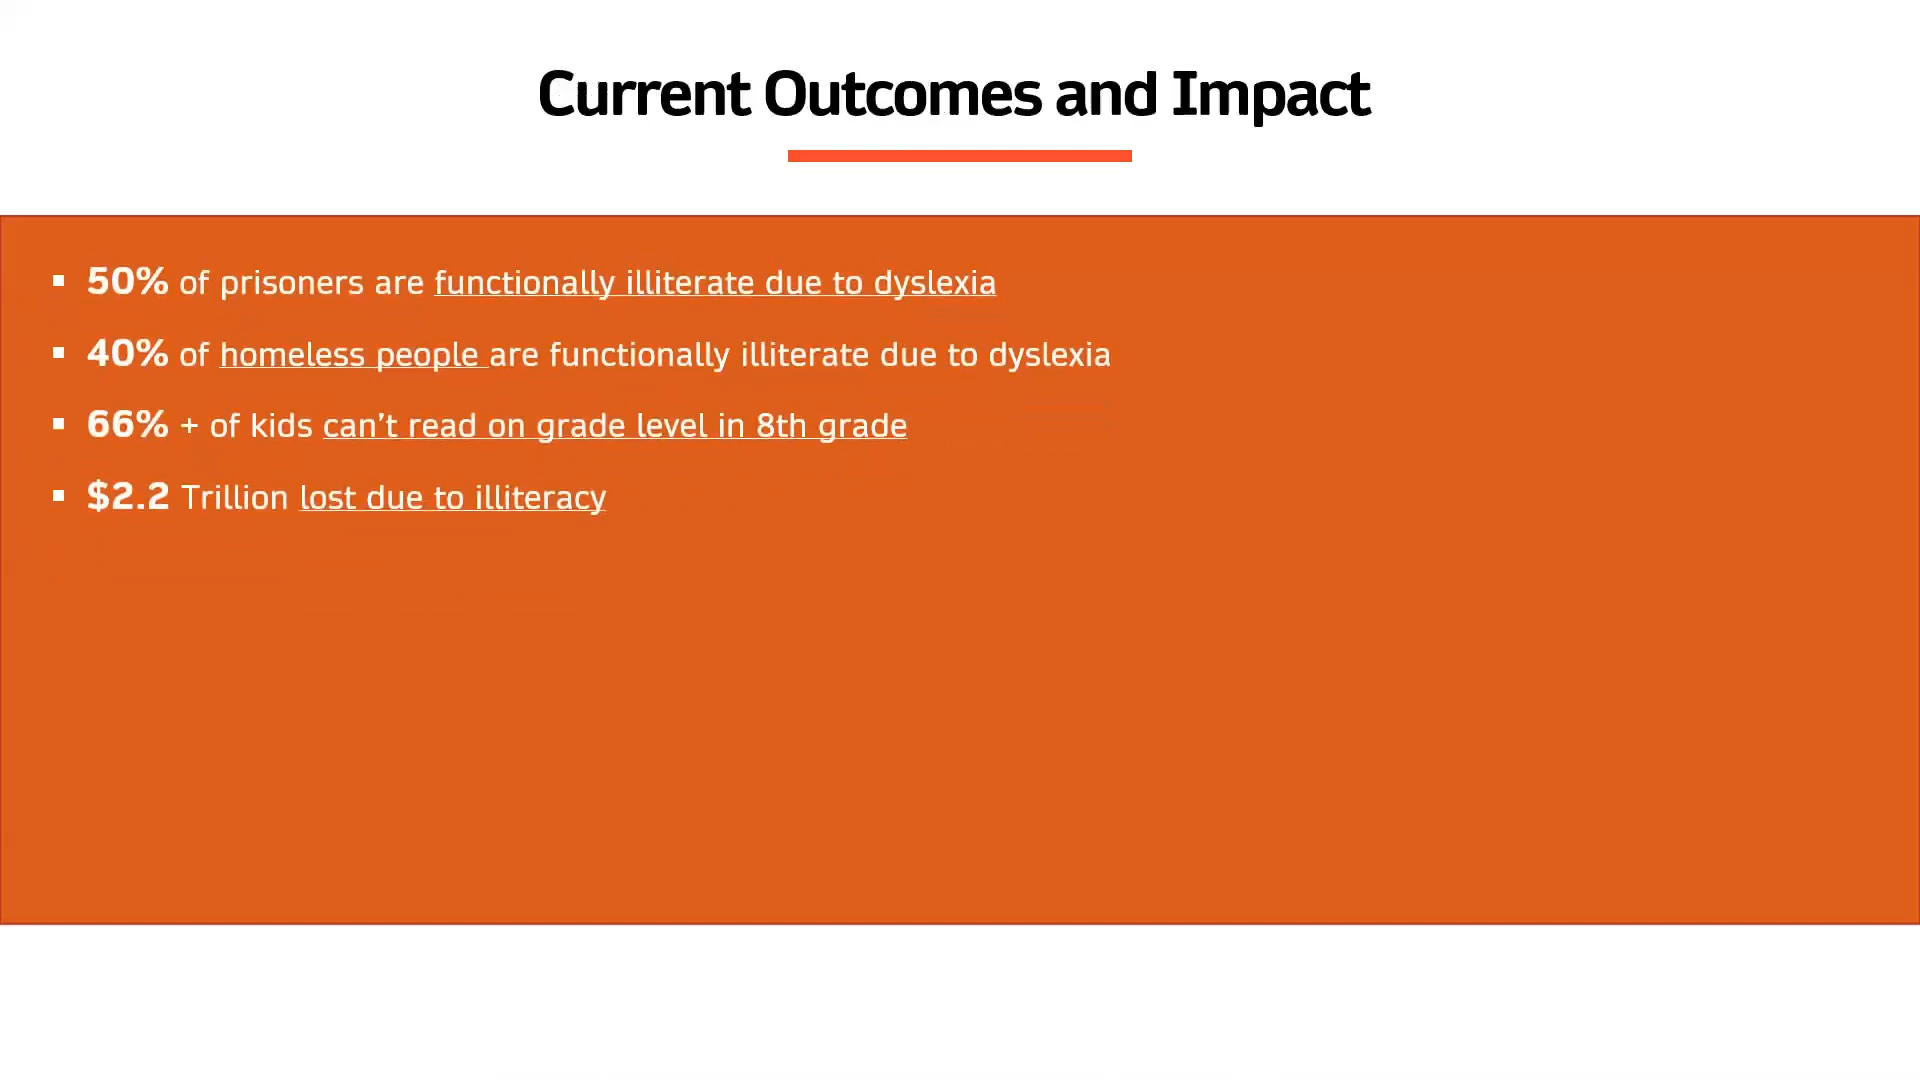 Current Outcomes and Impact
▪ 50% of prisoners are functionally illiterate due to dyslexia
▪ 40% of homeless people are functionally illiterate due to dyslexia
▪ 66% + of kids can’t read on grade level in 8th grade
▪ $2.2 Trillion lost due to illiteracy